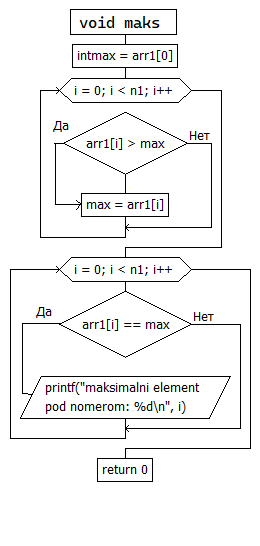 void maks
intmax = arr1[0]
i = 0; i < n1; i++
Да
Нет
arr1[i] > max
max = arr1[i]
i = 0; i < n1; i++
Да
Нет
arr1[i] == max
printf("maksimalni element
pod nomerom: %d\n", i)
return 0